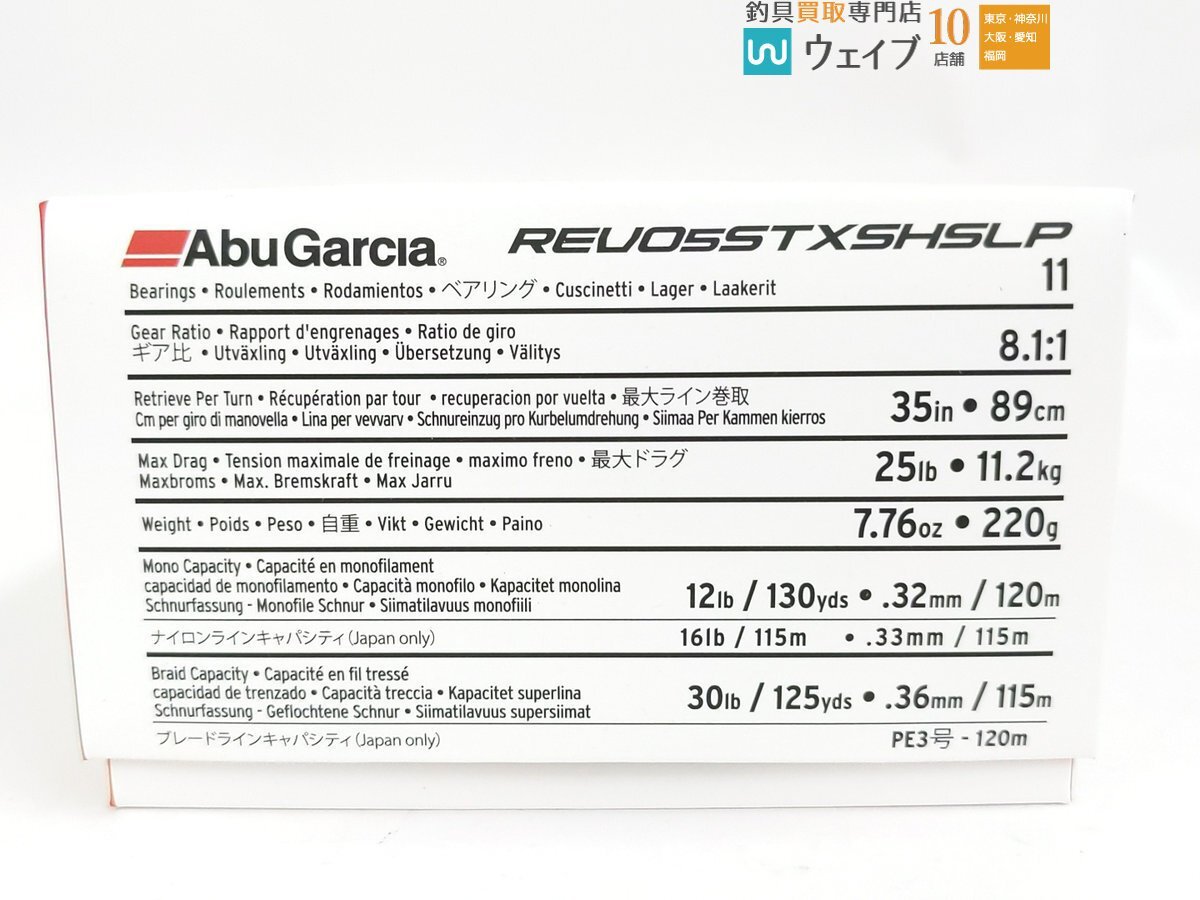 釣具買取専門店
ウェイブ
10
店舗
東京・神奈川
大阪・愛知
福岡
AbuGarcia®
REVO5STXSHSLP
Bearings • Roulements • Rodamientos • ベアリング • Cuscinetti • Lager • Laakerit
11
Gear Ratio • Rapport d'engrenages • Ratio de giro
ギア比 • Utväxling • Utväxling • Übersetzung • Välitys
8.1:1
Retrieve Per Turn • Récupération par tour • recuperacion por vuelta • 最大ライン巻取
Cm per giro di manovella • Lina per vevvarv • Schnureinzug pro Kurbelumdrehung • Siimaa Per Kammen kierros
35in • 89cm
Max Drag • Tension maximale de freinage • maximo freno • 最大ドラグ
Maxbroms • Max. Bremskraft • Max Jarru
25lb • 11.2kg
Weight • Poids • Peso • 自重 • Vikt • Gewicht • Paino
7.76oz • 220g
Mono Capacity • Capacité en monofilament
capacidad de monofilamento • Capacità monofilo • Kapacitet monolina
Schnurfassung - Monofile Schnur • Siimatilavuus monofiili
12lb / 130yds • .32mm / 120m
ナイロンラインキャパシティ(Japan only)
16lb / 115m • .33mm / 115m
Braid Capacity • Capacité en fil tressé
capacidad de trenzado • Capacità treccia • Kapacitet superlina
Schnurfassung - Geflochtene Schnur • Siimatilavuus supersiimat
30lb / 125yds • .36mm / 115m
ブレードラインキャパシティ(Japan only)
PE3号 - 120m